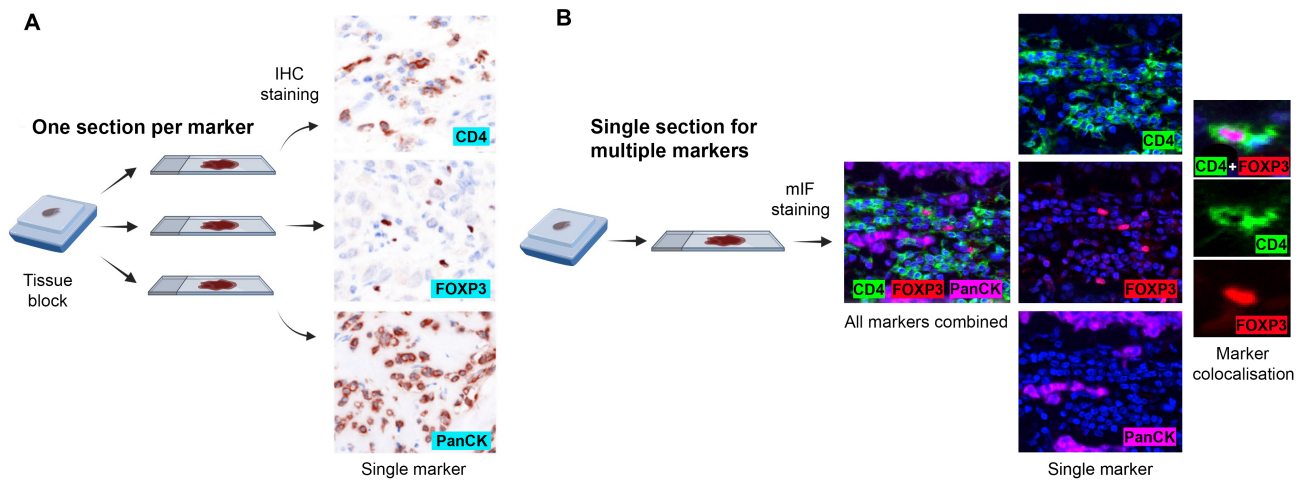 A
One section per marker
Tissue
block
IHC
staining
CD4
FOXP3
PanCK
Single marker
B
Single section for
multiple markers
mIF
staining
CD4 FOXP3 PanCK
All markers combined
CD4
FOXP3
PanCK
Single marker
CD4+FOXP3
CD4
FOXP3
Marker
colocalisation